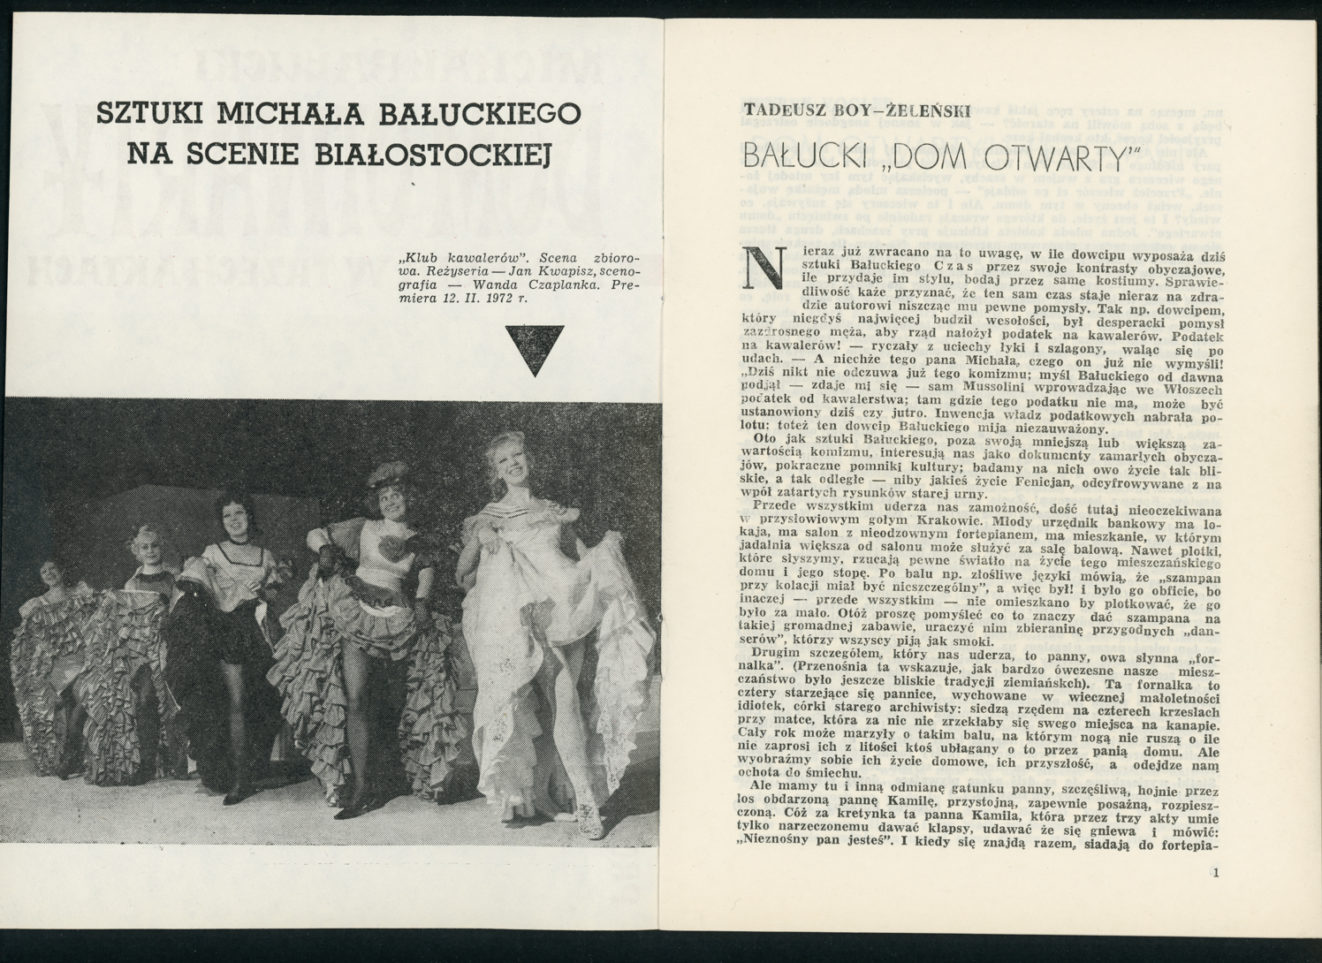 SZTUKI MICHAŁA BAŁUCKIEGO
NA SCENIE BIAŁOSTOCKIEJ
„Klub kawalerów". Scena zbioro-
wa. Reżyseria — Jan Kwapisz, sceno-
grafia — Wanda Czaplanka. Pre-
miera 12. II. 1972 r.
TADEUSZ BOY-ŻELEŃSKI
BAŁUCKI „DOM OTWARTY"
Nieraz już zwracano na to uwagę, w ile dowcipu wyposaża dziś
sztuki Bałuckiego Czas przez swoje kontrasty obyczajowe,
ile przydaje im stylu, bodaj przez same kostiumy. Sprawie-
dliwość każe przyznać, że ten sam czas staje nieraz na zdra-
dzie autorowi niszcząc mu pewne pomysły. Tak np. dowcipem,
który niegdyś najwięcej budził wesołości, był desperacki pomysł
zazdrosnego męża, aby rząd nałożył podatek na kawalerów. Podatek
na kawalerów! — ryczały z uciechy łyki i szlagony, waląc się po
udach. — A niechże tego pana Michała, czego on już nie wymyśli!
„Dziś nikt nie odczuwa już tego komizmu; myśl Bałuckiego od dawna
podjął — zdaje mi się — sam Mussolini wprowadzając we Włoszech
podatek od kawalerstwa; tam gdzie tego podatku nie ma, może być
ustanowiony dziś czy jutro. Inwencja władz podatkowych nabrała po-
lotu; toteż ten dowcip Bałuckiego mija niezauważony.
Oto jak sztuki Bałuckiego, poza swoją mniejszą lub większą za-
wartością komizmu, interesują nas jako dokumenty zamarłych obycza-
jów, pokraczne pomniki kultury; badamy na nich owo życie tak bli-
skie, a tak odległe — niby jakieś życie Fenicjan, odcyfrowywane z na
wpół zatartych rysunków starej urny.
Przede wszystkim uderza nas zamożność, dość tutaj nieoczekiwana
w przysłowiowym gołym Krakowie. Młody urzędnik bankowy ma lo-
kaja, ma salon z nieodzownym fortepianem, ma mieszkanie, w którym
jadalnia większa od salonu może służyć za salę balową. Nawet plotki,
które słyszymy, rzucają pewne światło na życie tego mieszczańskiego
domu i jego stopę. Po balu np. złośliwe języki mówią, że „szampan
przy kolacji miał być nieszczególny", a więc był! i było go obficie, bo
inaczej — przede wszystkim — nie omieszkano by plotkować, że go
było za mało. Otóż proszę pomyśleć co to znaczy dać szampana na
takiej gromadnej zabawie, uraczyć nim zbieraninę przygodnych „dan-
serów", którzy wszyscy piją jak smoki.
Drugim szczegółem, który nas uderza, to panny, owa słynna „for-
nalka". (Przenośnia ta wskazuje, jak bardzo ówczesne nasze miesz-
czaństwo było jeszcze bliskie tradycji ziemiańskch). Ta fornalka to
cztery starzejące się pannice, wychowane w wiecznej małoletności
idiotek, córki starego archiwisty: siedzą rzędem na czterech krzesłach
przy matce, która za nic nie zrzekłaby się swego miejsca na kanapie.
Cały rok może marzyły o takim balu, na którym nogą nie ruszą o ile
nie zaprosi ich z litości ktoś ubłagany o to przez panią domu. Ale
wyobraźmy sobie ich życie domowe, ich przyszłość, a odejdze nam
ochota do śmiechu.
Ale mamy tu i inną odmianę gatunku panny, szczęśliwą, hojnie przez
los obdarzoną pannę Kamilę, przystojną, zapewnie posażną, rozpiesz-
czoną. Cóż za kretynka ta panna Kamila, która przez trzy akty umie
tylko narzeczonemu dawać klapsy, udawać że się gniewa i mówić:
„Nieznośny pan jesteś". I kiedy się znajdą razem, siadają do fortepia-
1